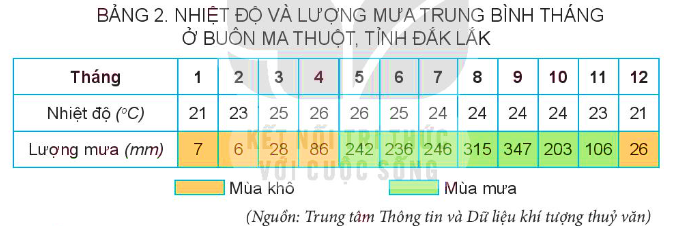 BẢNG 2. NHIỆT ĐỘ VÀ LƯỢNG MƯA TRUNG BÌNH THÁNG
Ở BUÔN MA THUỘT, TỈNH ĐẮK LẮK
Tháng 1 2 3 4 5 6 7 8 9 10 11 12
Nhiệt độ (°C) 21 23 25 26 26 25 24 24 24 24 23 21
Lượng mưa (mm) 7 6 28 86 242 236 246 315 347 203 106 26
KẾT NỐI TRI THỨC
VỚI CUỘC SỐNG
Mùa khô Mùa mưa
(Nguồn: Trung tâm Thông tin và Dữ liệu khí tượng thuỷ văn)